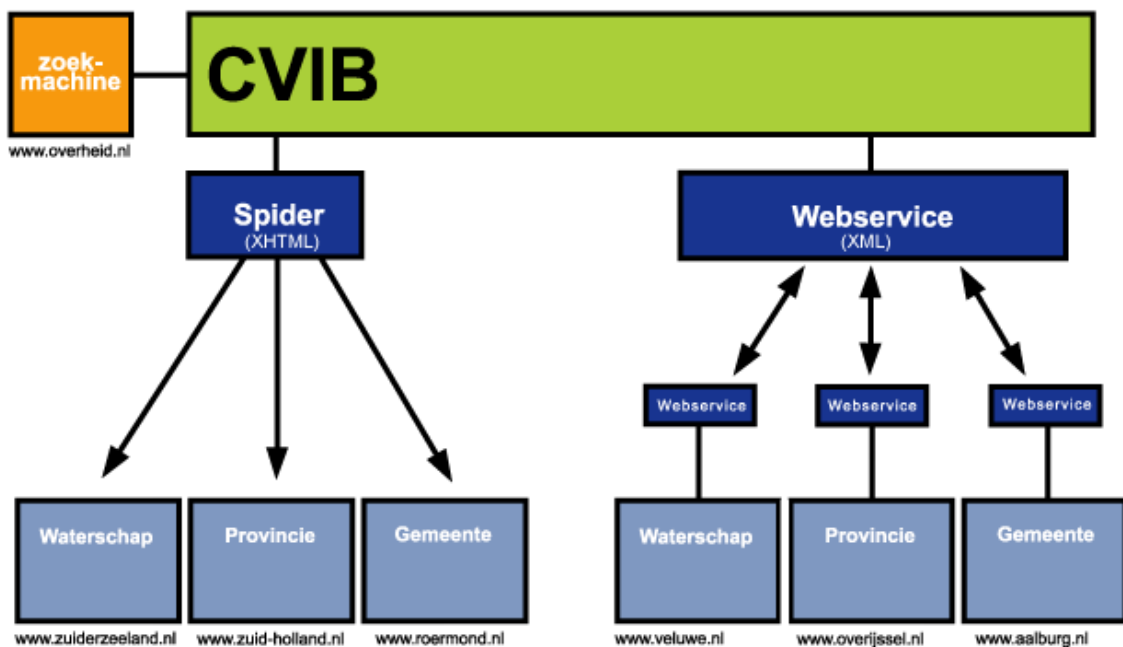 zoek-
machine
CVIB
www.overheid.nl
Spider
(XHTML)
Webservice
(XML)
Webservice
Webservice
Webservice
Waterschap
Provincie
Gemeente
Waterschap
Provincie
Gemeente
www.zuiderzeeland.nl
www.zuid-holland.nl
www.roermond.nl
www.veluwe.nl
www.overijssel.nl
www.aalburg.nl